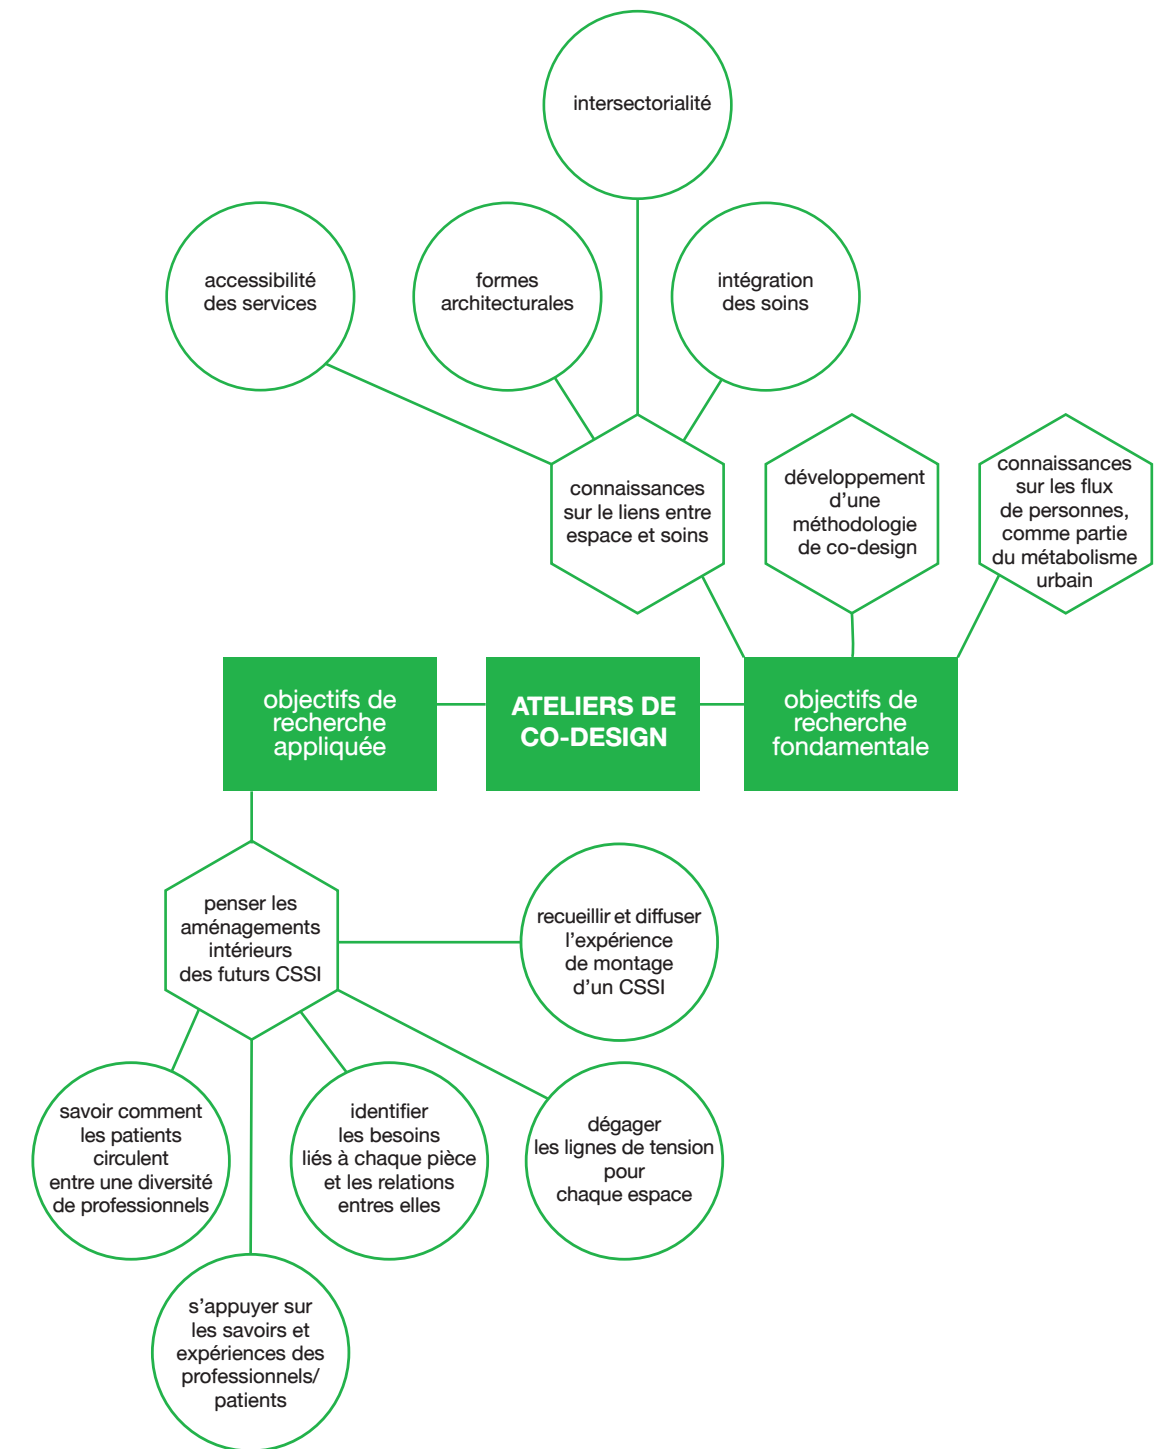 intersectorialité
accessibilité
des services
formes
architecturales
intégration
des soins
connaissances
sur le liens entre
espace et soins
développement
d’une
méthodologie
de co-design
connaissances
sur les flux
de personnes,
comme partie
du métabolisme
urbain
objectifs de
recherche
appliquée
ATELIERS DE
CO-DESIGN
objectifs de
recherche
fondamentale
penser les
aménagements
intérieurs
des futurs CSSI
recueillir et diffuser
l’expérience
de montage
d’un CSSI
savoir comment
les patients
circulent
entre une diversité
de professionnels
identifier
les besoins
liés à chaque pièce
et les relations
entres elles
dégager
les lignes de tension
pour
chaque espace
s’appuyer sur
les savoirs et
expériences des
professionnels/
patients